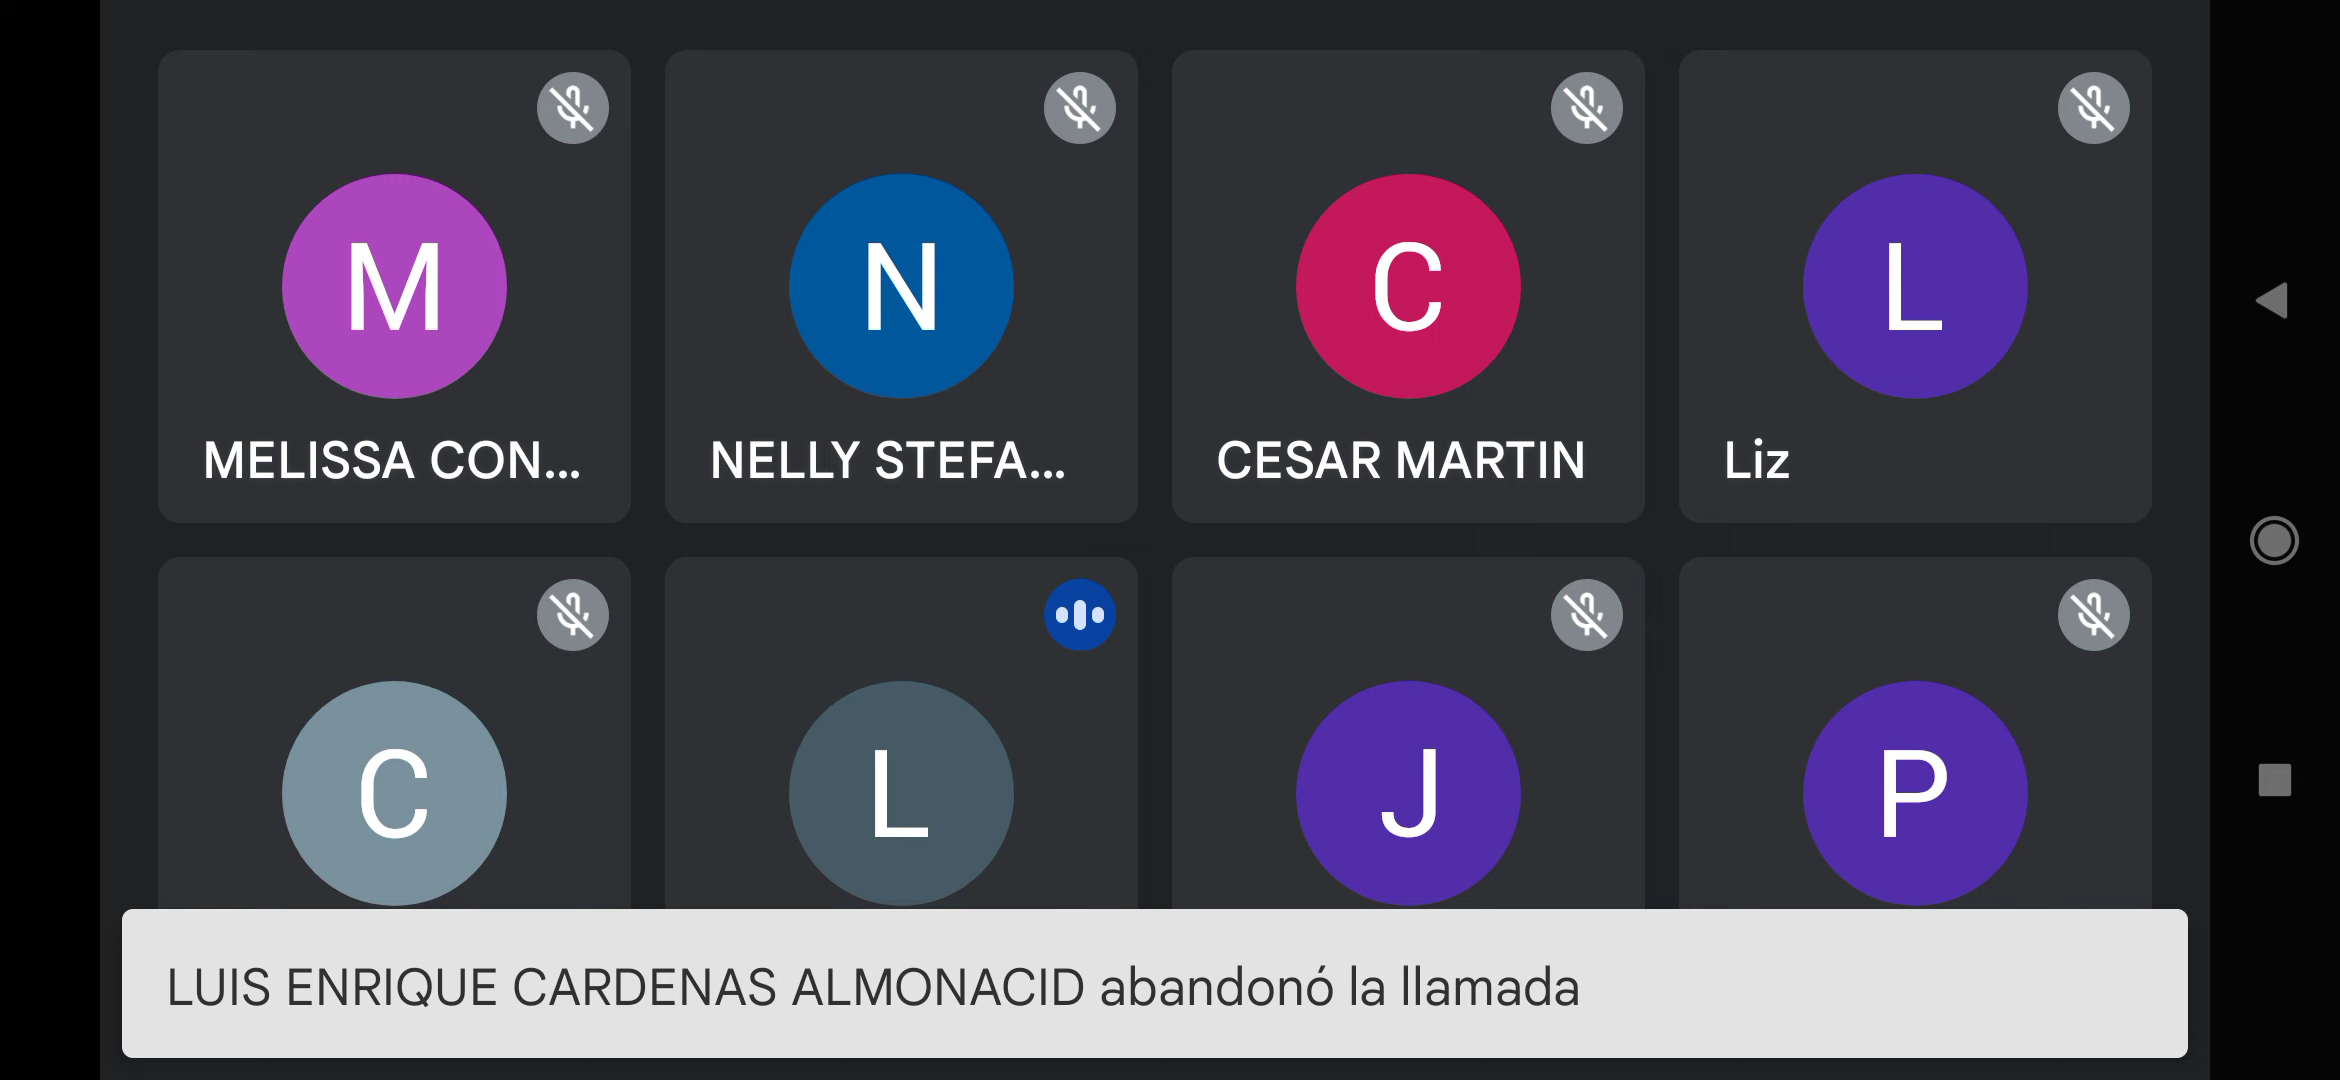 M
N
C
L
MELISSA CON...
NELLY STEFA...
CESAR MARTIN
Liz
C
L
J
P
LUIS ENRIQUE CARDENAS ALMONACID abandonó la llamada